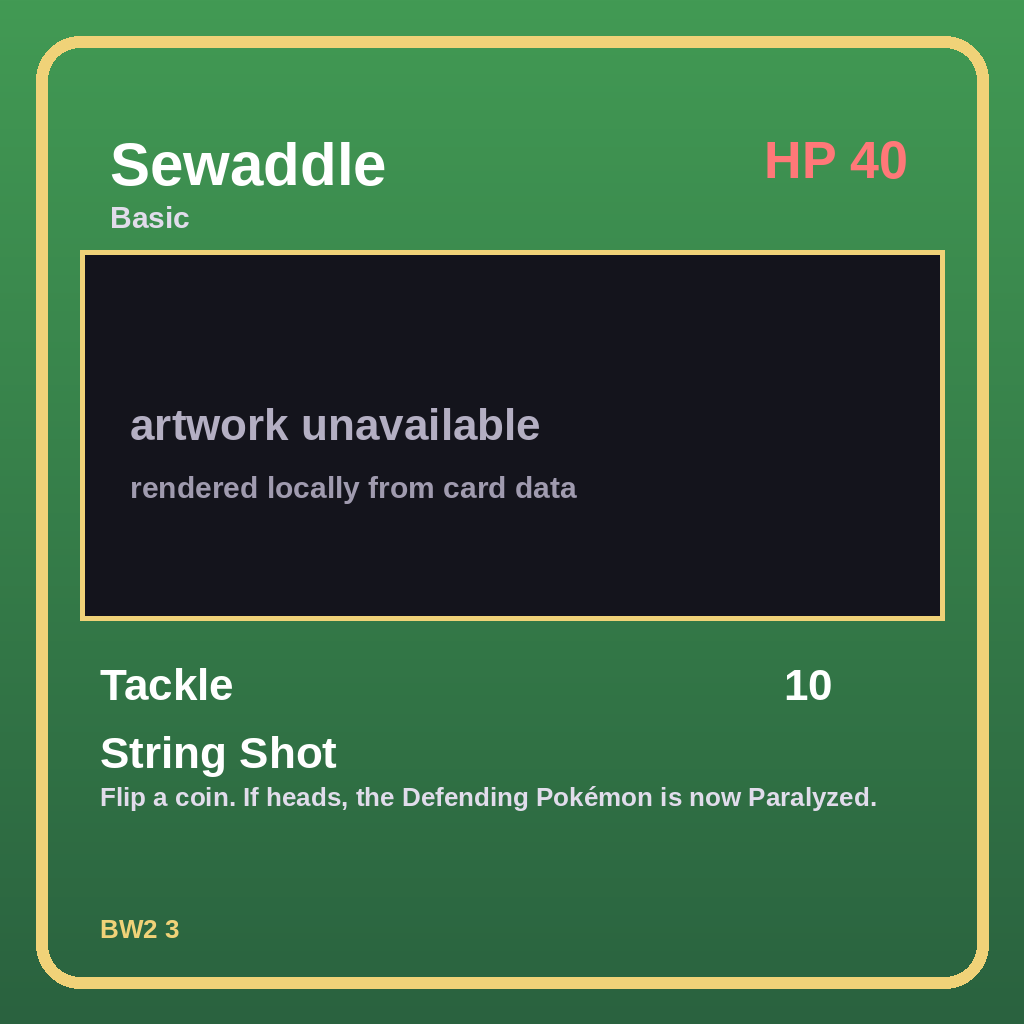 Sewaddle
HP 40
Basic
artwork unavailable
rendered locally from card data
Tackle 10
String Shot
Flip a coin. If heads, the Defending Pokémon is now Paralyzed.
BW2 3